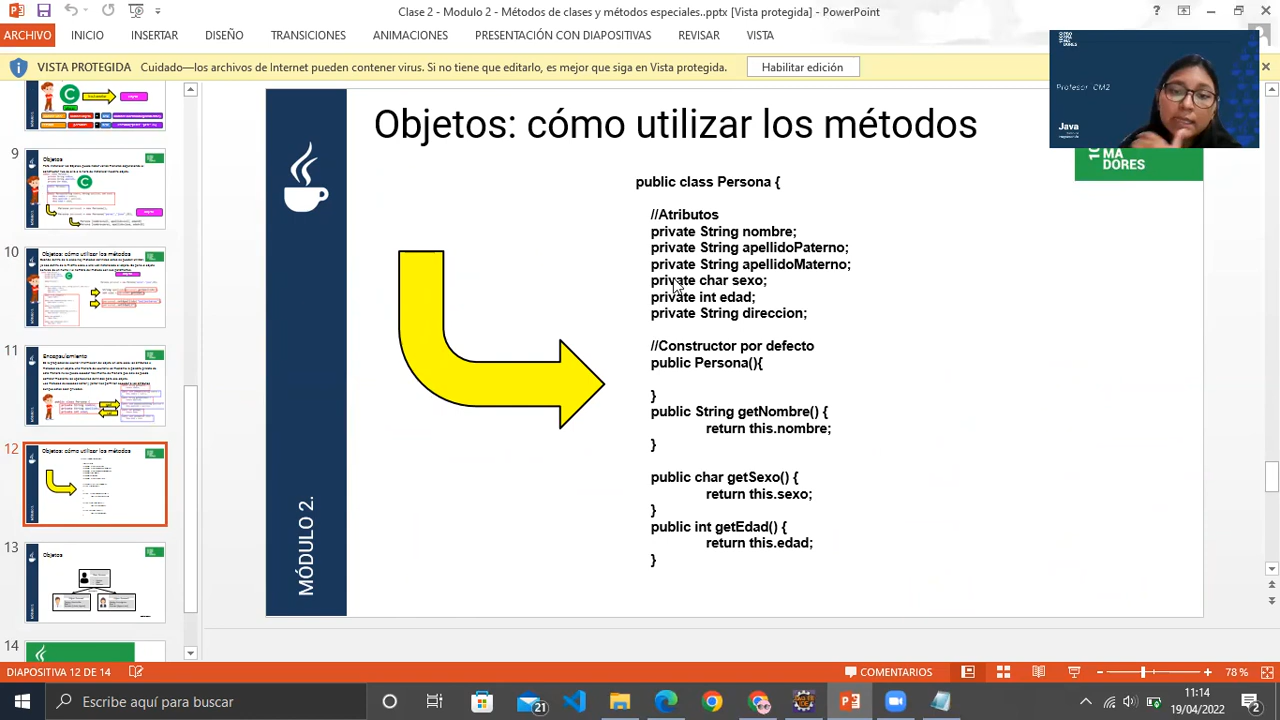 Clase 2 - Modulo 2 - Métodos de clases y métodos especiales..pptx [Vista protegida] - PowerPoint
ARCHIVO INICIO INSERTAR DISEÑO TRANSICIONES ANIMACIONES PRESENTACIÓN CON DIAPOSITIVAS REVISAR VISTA
VISTA PROTEGIDA Cuidado—los archivos de Internet pueden contener virus. Si no tiene que editarlo, es mejor que siga en Vista protegida. Habilitar edición
Profesor CM2
Java
MA
DORES
Objetos: cómo utilizar los métodos
public class Persona {
//Atributos
private String nombre;
private String apellidoPaterno;
private String apellidoMaterno;
private char sexo;
private int edad;
private String direccion;
//Constructor por defecto
public Persona(){
}
public String getNombre() {
return this.nombre;
}
public char getSexo() {
return this.sexo;
}
public int getEdad() {
return this.edad;
}
MÓDULO 2.
9
Objetos
10
Objetos: cómo utilizar los métodos
11
Encapsulamiento
12
Objetos: cómo utilizar los métodos
13
Objetos
14
DIAPOSITIVA 12 DE 14
COMENTARIOS
78 %
Escribe aquí para buscar
21
11:14
19/04/2022
2